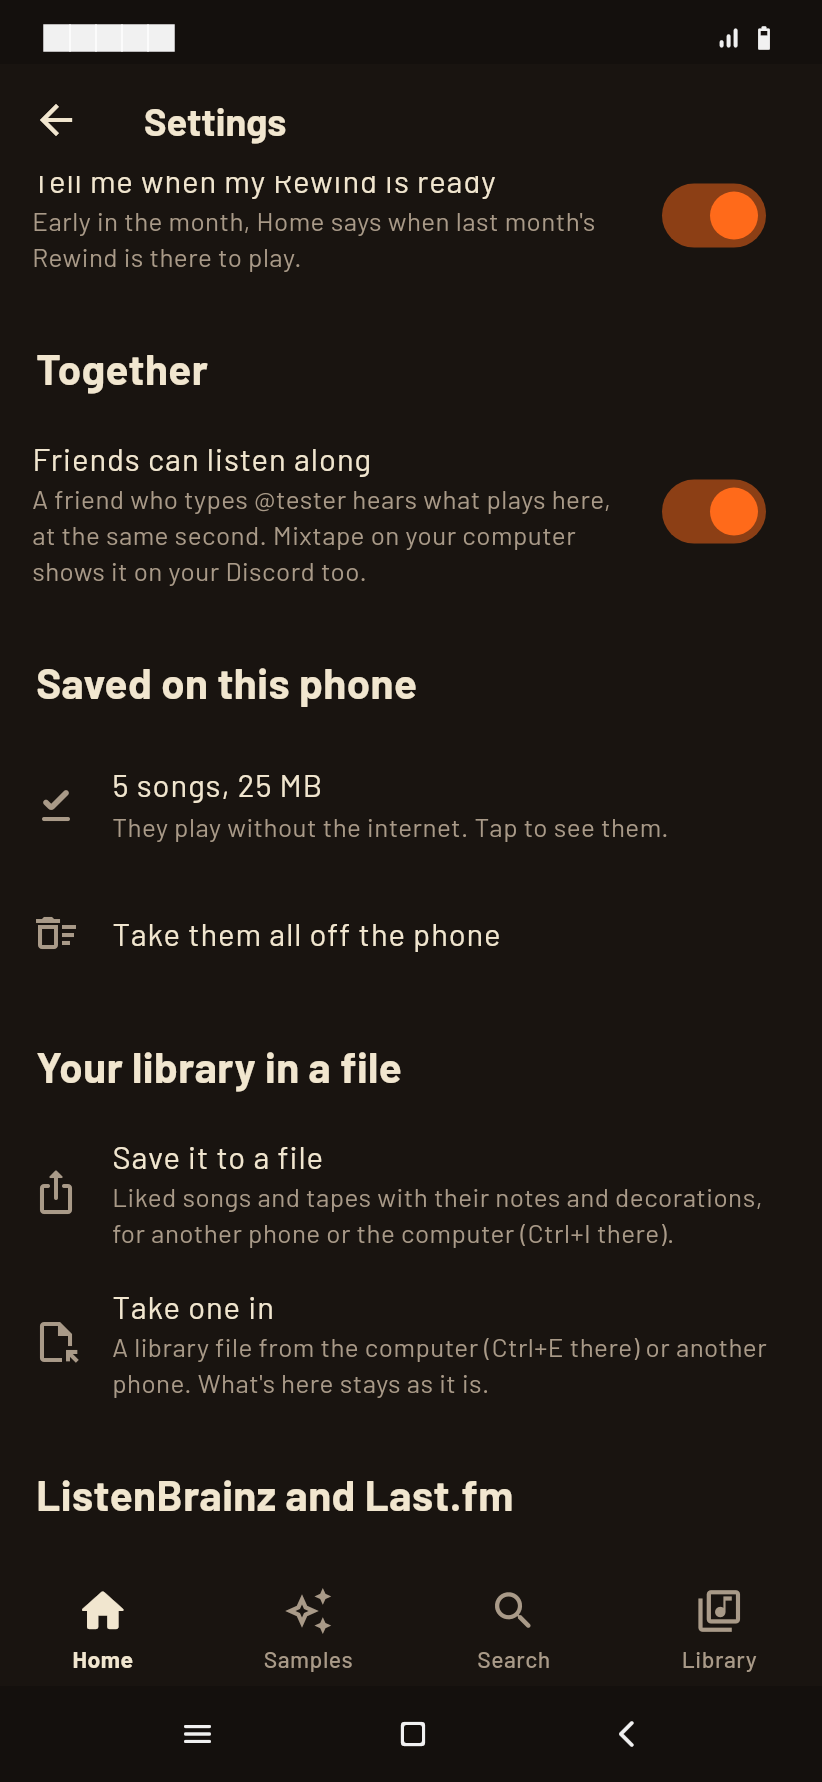 Settings
Tell me when my Rewind is ready
Early in the month, Home says when last month's
Rewind is there to play.
Together
Friends can listen along
A friend who types @tester hears what plays here,
at the same second. Mixtape on your computer
shows it on your Discord too.
Saved on this phone
5 songs, 25 MB
They play without the internet. Tap to see them.
Take them all off the phone
Your library in a file
Save it to a file
Liked songs and tapes with their notes and decorations,
for another phone or the computer (Ctrl+I there).
Take one in
A library file from the computer (Ctrl+E there) or another
phone. What's here stays as it is.
ListenBrainz and Last.fm
Home
Samples
Search
Library